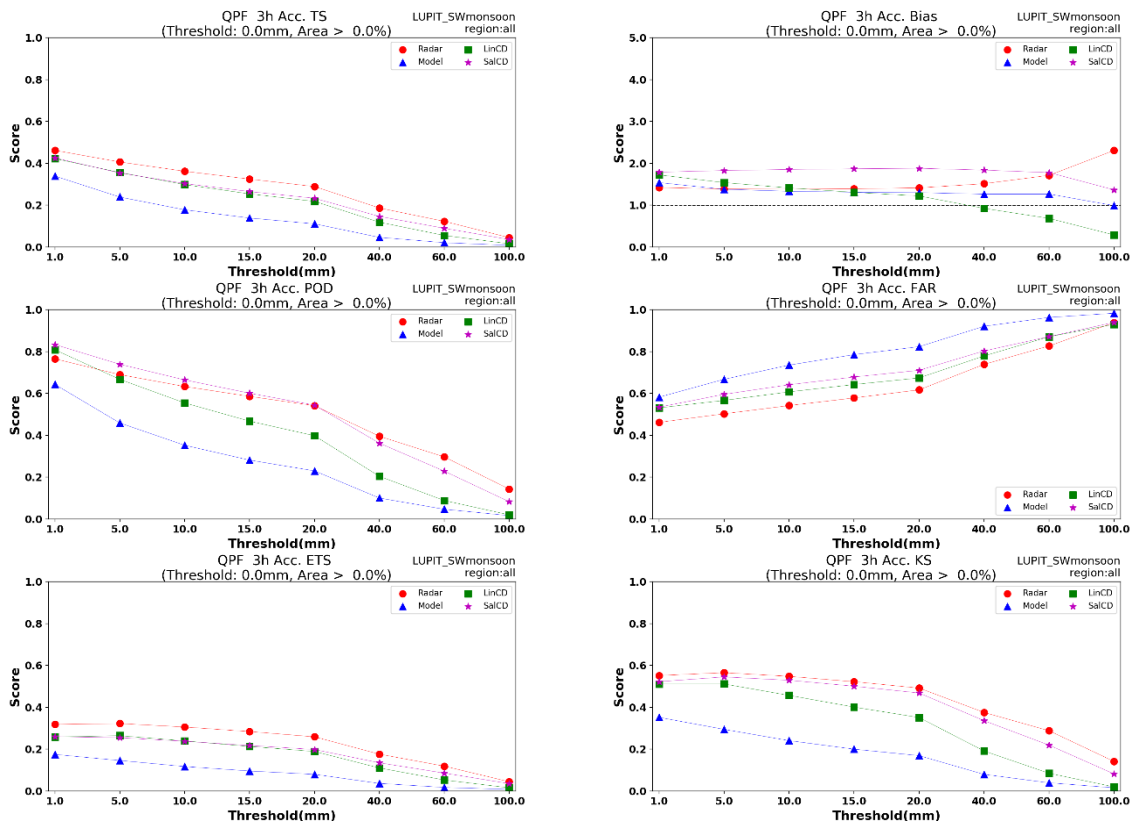 QPF 3h Acc. TS
(Threshold: 0.0mm, Area > 0.0%)
LUPIT_SWmonsoon
region:all
Radar
Model
LinCD
SalCD
Score
1.0
0.8
0.6
0.4
0.2
0.0
1.0 5.0 10.0 15.0 20.0 40.0 60.0 100.0
Threshold(mm)
QPF 3h Acc. Bias
(Threshold: 0.0mm, Area > 0.0%)
LUPIT_SWmonsoon
region:all
Radar
Model
LinCD
SalCD
Score
5.0
4.0
3.0
2.0
1.0
0.0
1.0 5.0 10.0 15.0 20.0 40.0 60.0 100.0
Threshold(mm)
QPF 3h Acc. POD
(Threshold: 0.0mm, Area > 0.0%)
LUPIT_SWmonsoon
region:all
Radar
Model
LinCD
SalCD
Score
1.0
0.8
0.6
0.4
0.2
0.0
1.0 5.0 10.0 15.0 20.0 40.0 60.0 100.0
Threshold(mm)
QPF 3h Acc. FAR
(Threshold: 0.0mm, Area > 0.0%)
LUPIT_SWmonsoon
region:all
Score
1.0
0.8
0.6
0.4
0.2
0.0
Radar
Model
LinCD
SalCD
1.0 5.0 10.0 15.0 20.0 40.0 60.0 100.0
Threshold(mm)
QPF 3h Acc. ETS
(Threshold: 0.0mm, Area > 0.0%)
LUPIT_SWmonsoon
region:all
Radar
Model
LinCD
SalCD
Score
1.0
0.8
0.6
0.4
0.2
0.0
1.0 5.0 10.0 15.0 20.0 40.0 60.0 100.0
Threshold(mm)
QPF 3h Acc. KS
(Threshold: 0.0mm, Area > 0.0%)
LUPIT_SWmonsoon
region:all
Radar
Model
LinCD
SalCD
Score
1.0
0.8
0.6
0.4
0.2
0.0
1.0 5.0 10.0 15.0 20.0 40.0 60.0 100.0
Threshold(mm)